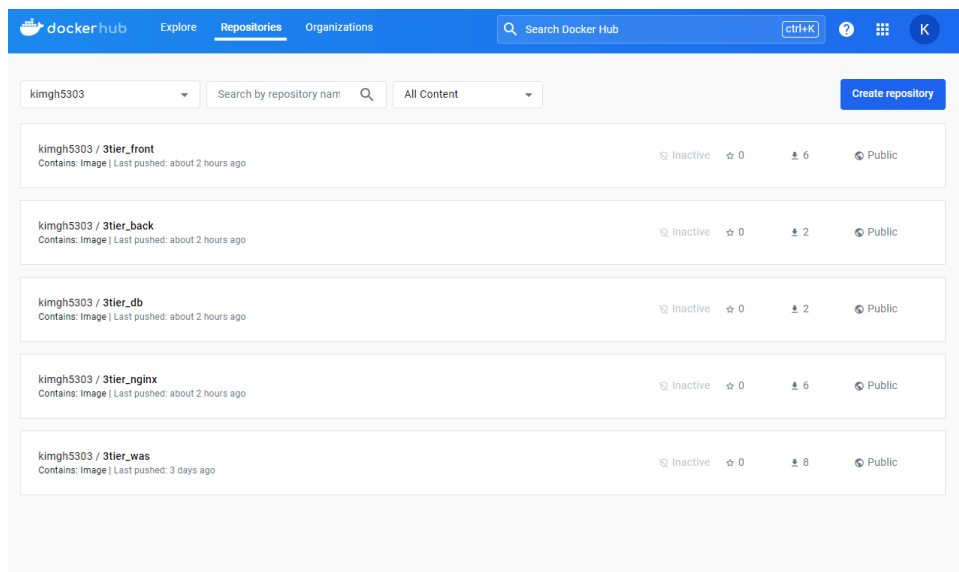 dockerhub Explore Repositories Organizations Search Docker Hub ctrl+K ? K
kimgh5303 Search by repository nam All Content Create repository
kimgh5303 / 3tier_front
Contains: Image | Last pushed: about 2 hours ago
Inactive 0 6 Public
kimgh5303 / 3tier_back
Contains: Image | Last pushed: about 2 hours ago
Inactive 0 2 Public
kimgh5303 / 3tier_db
Contains: Image | Last pushed: about 2 hours ago
Inactive 0 2 Public
kimgh5303 / 3tier_nginx
Contains: Image | Last pushed: about 2 hours ago
Inactive 0 6 Public
kimgh5303 / 3tier_was
Contains: Image | Last pushed: 3 days ago
Inactive 0 8 Public